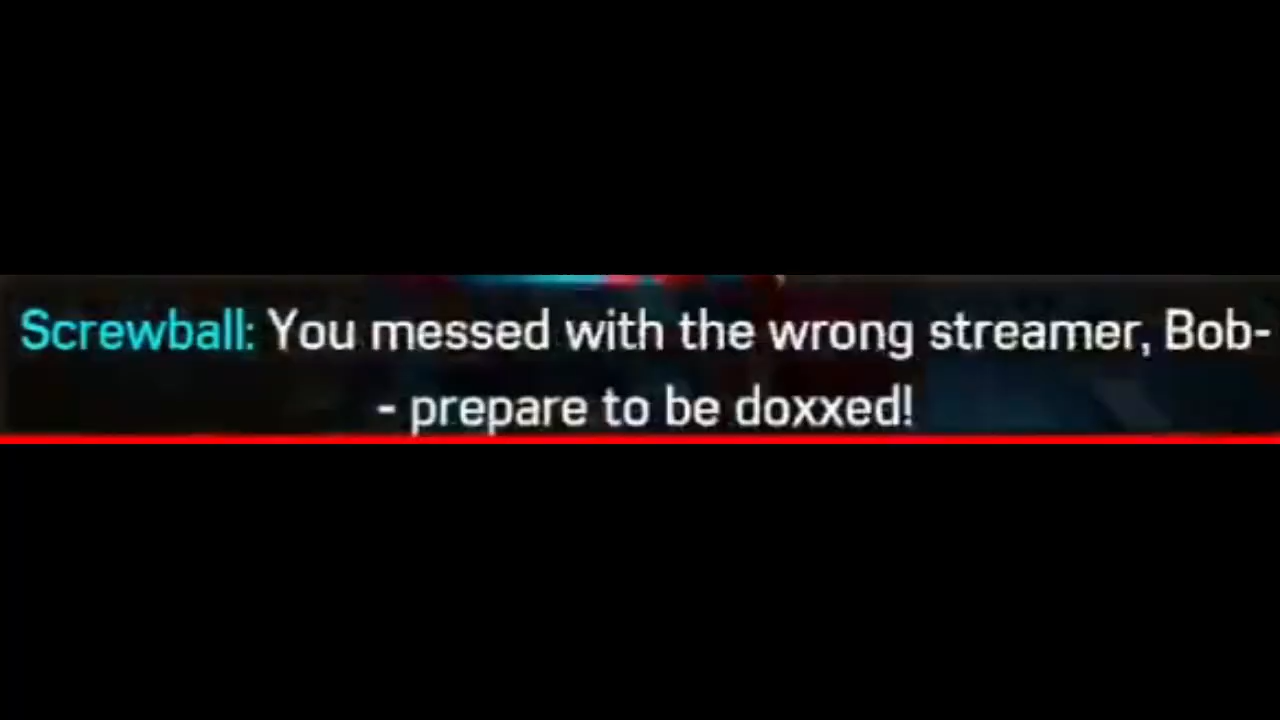 Screwball: You messed with the wrong streamer, Bob-
- prepare to be doxxed!